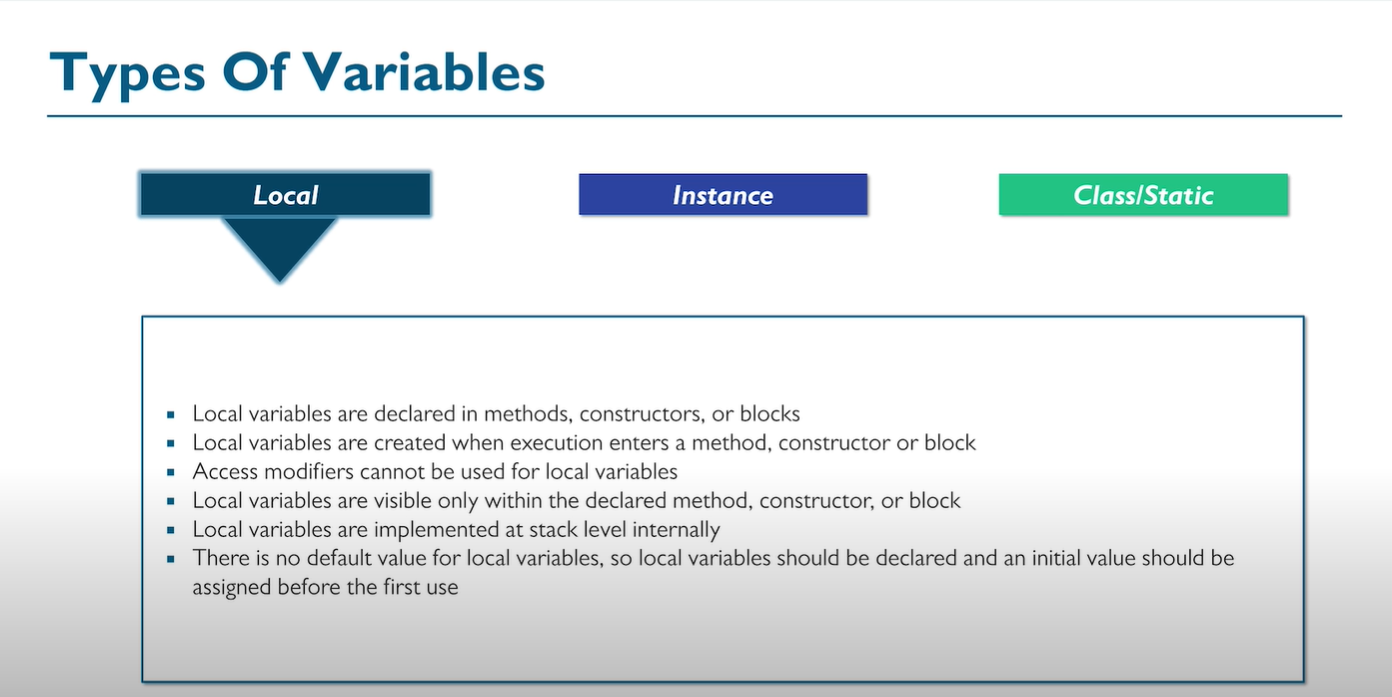 Types Of Variables
Local
Instance
Class/Static
Local variables are declared in methods, constructors, or blocks
Local variables are created when execution enters a method, constructor or block
Access modifiers cannot be used for local variables
Local variables are visible only within the declared method, constructor, or block
Local variables are implemented at stack level internally
There is no default value for local variables, so local variables should be declared and an initial value should be
assigned before the first use